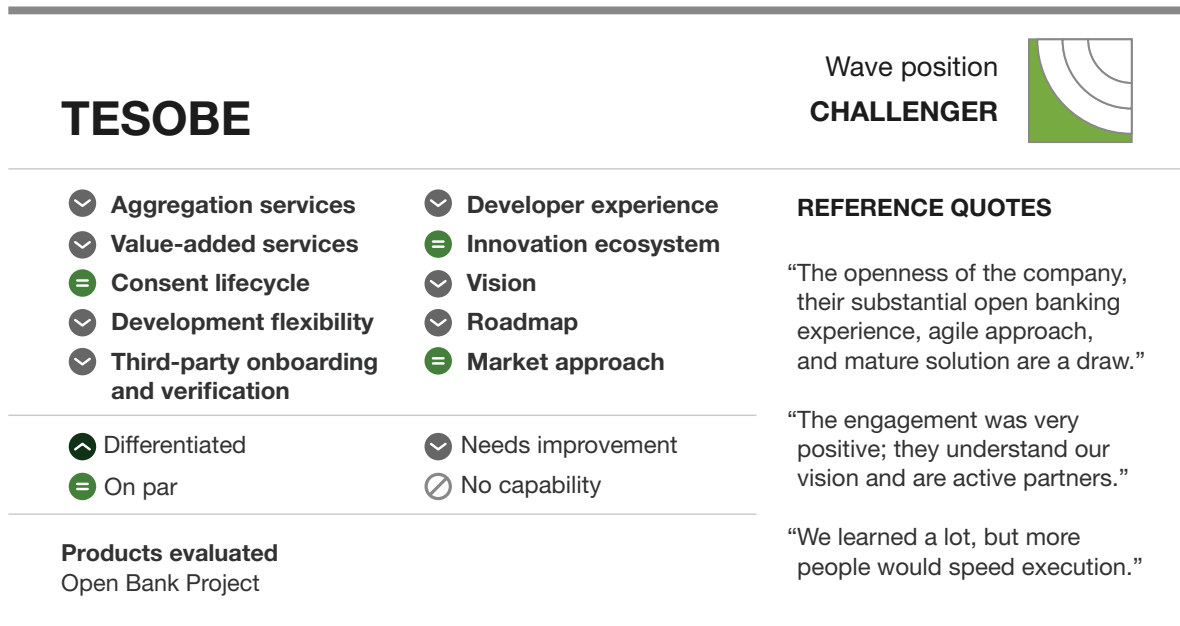 TESOBE
Wave position
CHALLENGER
Aggregation services
Value-added services
Consent lifecycle
Development flexibility
Third-party onboarding
and verification
Developer experience
Innovation ecosystem
Vision
Roadmap
Market approach
Differentiated
On par
Needs improvement
No capability
Products evaluated
Open Bank Project
REFERENCE QUOTES
“The openness of the company,
their substantial open banking
experience, agile approach,
and mature solution are a draw.”
“The engagement was very
positive; they understand our
vision and are active partners.”
“We learned a lot, but more
people would speed execution.”